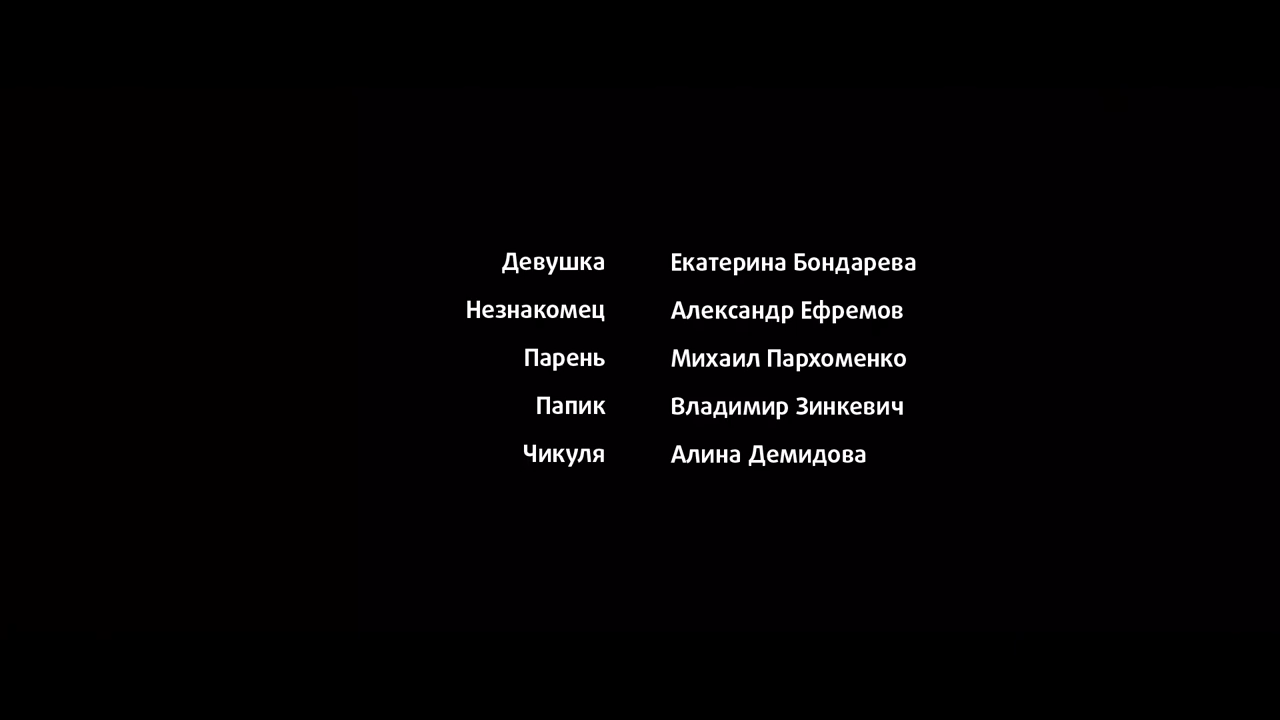 Девушка Екатерина Бондарева
Незнакомец Александр Ефремов
Парень Михаил Пархоменко
Папик Владимир Зинкевич
Чикуля Алина Демидова